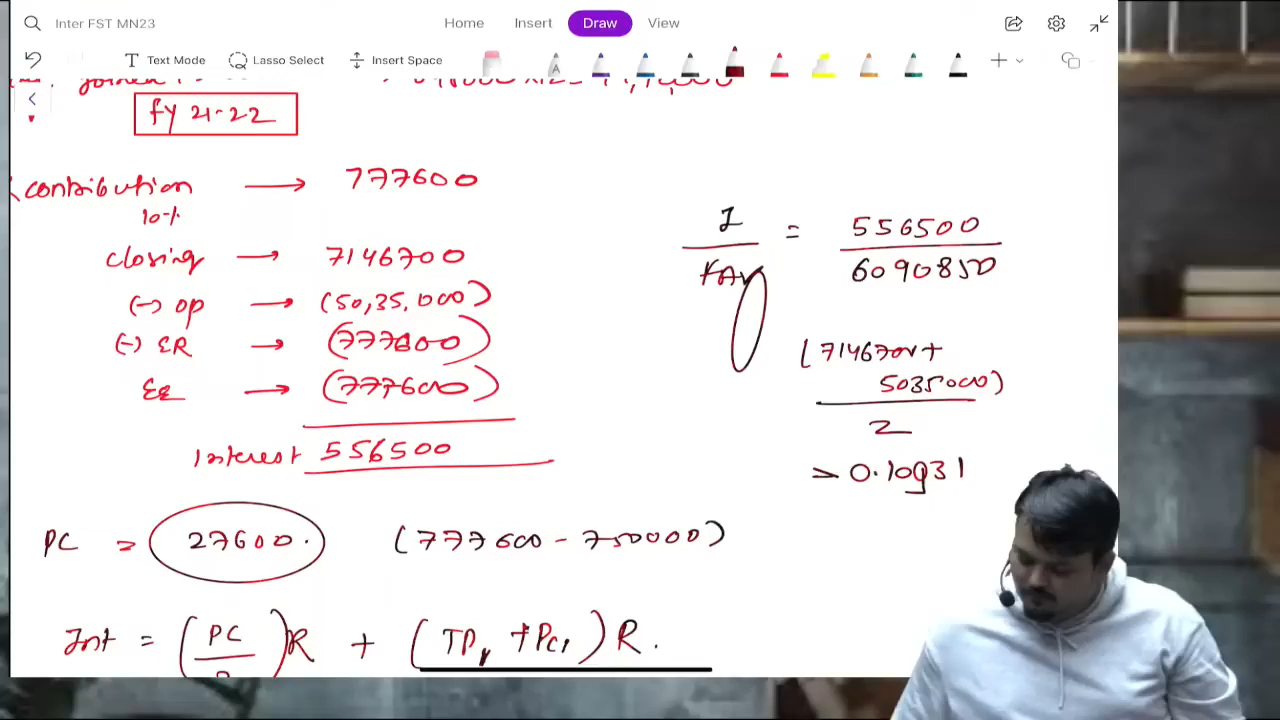 Inter FST MN23
Home Insert Draw View
T Text Mode Lasso Select Insert Space
A
joined
fy 21-22
contribution → 777600
10%
closing → 7146700
(-) op → (50,35,000)
(-) ER → (777600)
EE → (777600)
Interest 556500
I = 556500
FAV 6090850
(7146700+
5035000)
2
= 0.10931
PC = 27600. (777600 - 750000)
Int = (PC)R + (TP1 + PC1)R.
2